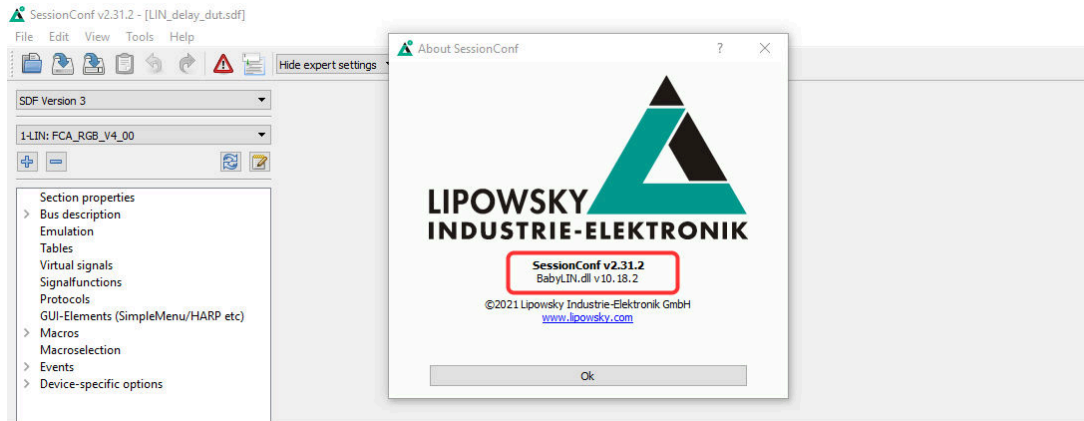 SessionConf v2.31.2 - [LIN_delay_dut.sdf]
File Edit View Tools Help
Hide expert settings
SDF Version 3
1-LIN: FCA_RGB_V4_00
Section properties
Bus description
Emulation
Tables
Virtual signals
Signalfunctions
Protocols
GUI-Elements (SimpleMenu/HARP etc)
Macros
Macroselection
Events
Device-specific options
About SessionConf
LIPOWSKY
INDUSTRIE-ELEKTRONIK
SessionConf v2.31.2
BabyLIN.dll v10.18.2
©2021 Lipowsky Industrie-Elektronik GmbH
www.lipowsky.com
Ok